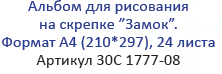 Альбом для рисования
на скрепке ”Замок”.
Формат А4 (210*297), 24 листа
Артикул 30С 1777-08